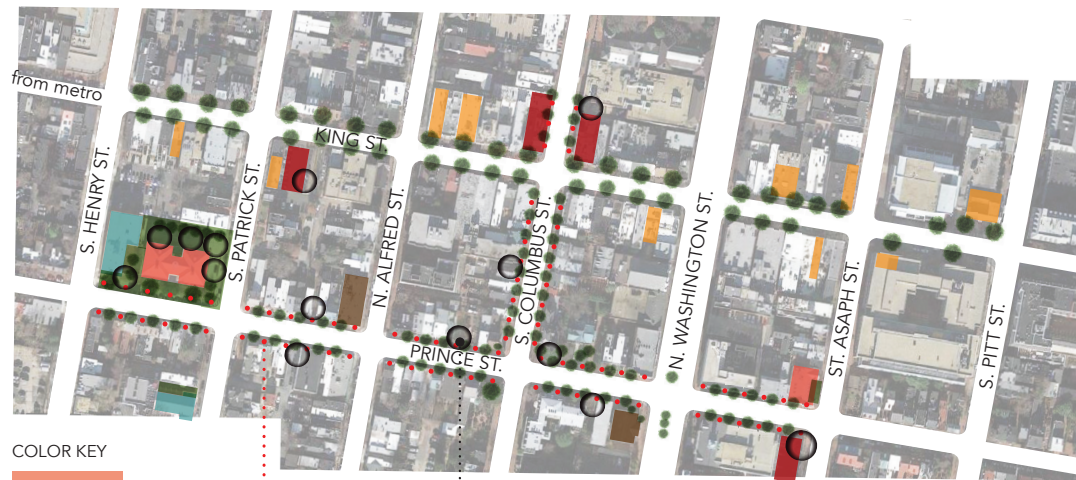 from metro
KING ST.
S. HENRY ST.
S. PATRICK ST.
N. ALFRED ST.
S. COLUMBUS ST.
N. WASHINGTON ST.
ST. ASAPH ST.
S. PITT ST.
PRINCE ST.
COLOR KEY